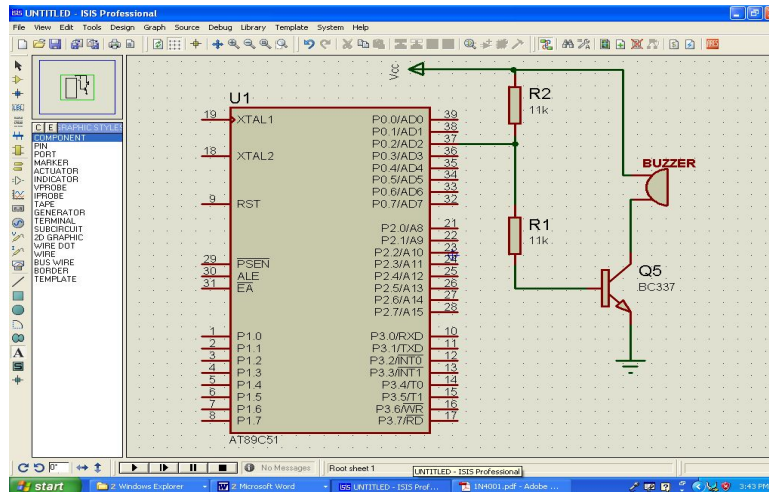 UNTITLED - ISIS Professional
File View Edit Tools Design Graph Source Debug Library Template System Help
LBL
C E GRAPHIC STYLES
COMPONENT
PIN
PORT
MARKER
ACTUATOR
INDICATOR
VPROBE
IPROBE
TAPE
GENERATOR
TERMINAL
SUBCIRCUIT
2D GRAPHIC
WIRE DOT
WIRE
BUS WIRE
BORDER
TEMPLATE
A
S
Vcc
U1
19 XTAL1
18 XTAL2
9 RST
29 PSEN
30 ALE
31 EA
1 P1.0
2 P1.1
3 P1.2
4 P1.3
5 P1.4
6 P1.5
7 P1.6
8 P1.7
P0.0/AD0 39
P0.1/AD1 38
P0.2/AD2 37
P0.3/AD3 36
P0.4/AD4 35
P0.5/AD5 34
P0.6/AD6 33
P0.7/AD7 32
P2.0/A8 21
P2.1/A9 22
P2.2/A10 23
P2.3/A11 24
P2.4/A12 25
P2.5/A13 26
P2.6/A14 27
P2.7/A15 28
P3.0/RXD 10
P3.1/TXD 11
P3.2/INT0 12
P3.3/INT1 13
P3.4/T0 14
P3.5/T1 15
P3.6/WR 16
P3.7/RD 17
AT89C51
R2
11k
R1
11k
BUZZER
Q5
BC337
0°
No Messages
Root sheet 1
UNTITLED - ISIS Professional
start
2 Windows Explorer
2 Microsoft Word
UNTITLED - ISIS Prof...
1N4001.pdf - Adobe ...
3:43 PM